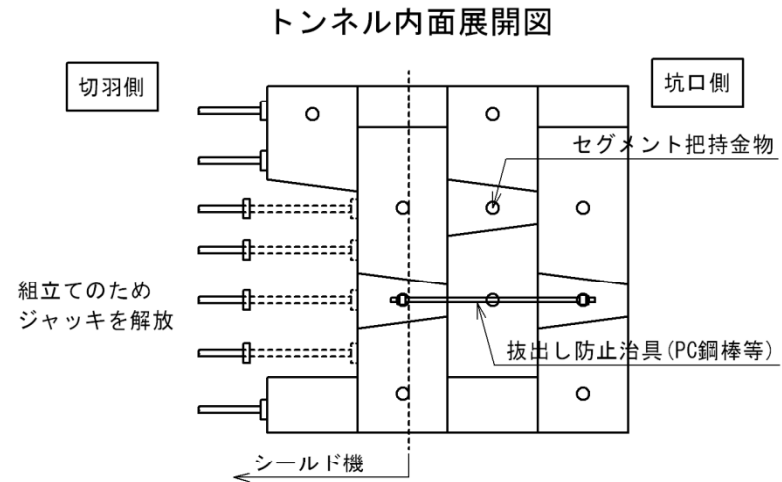 トンネル内面展開図
切羽側
坑口側
セグメント把持金物
組立てのため
ジャッキを解放
抜出し防止治具(PC鋼棒等)
シールド機